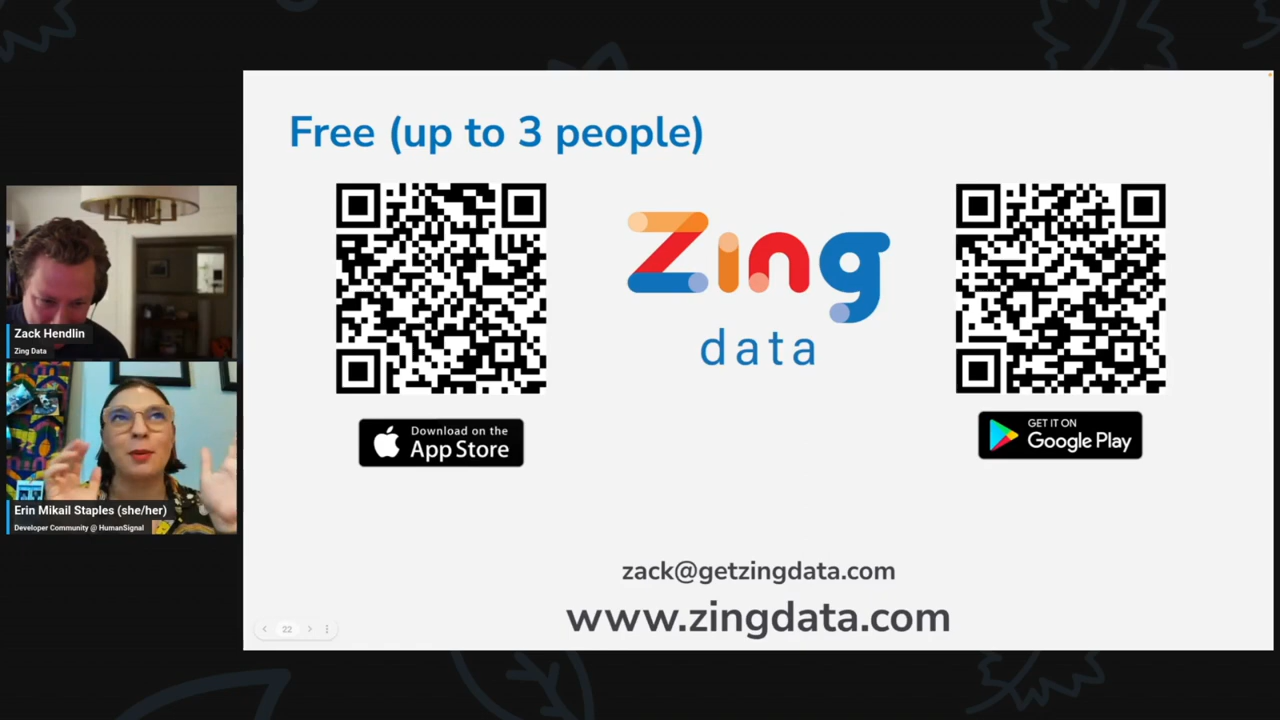 Free (up to 3 people)
Zing
data
Download on the
App Store
GET IT ON
Google Play
zack@getzingdata.com
www.zingdata.com
22
Zack Hendlin
Zing Data
Erin Mikail Staples (she/her)
Developer Community @ HumanSignal